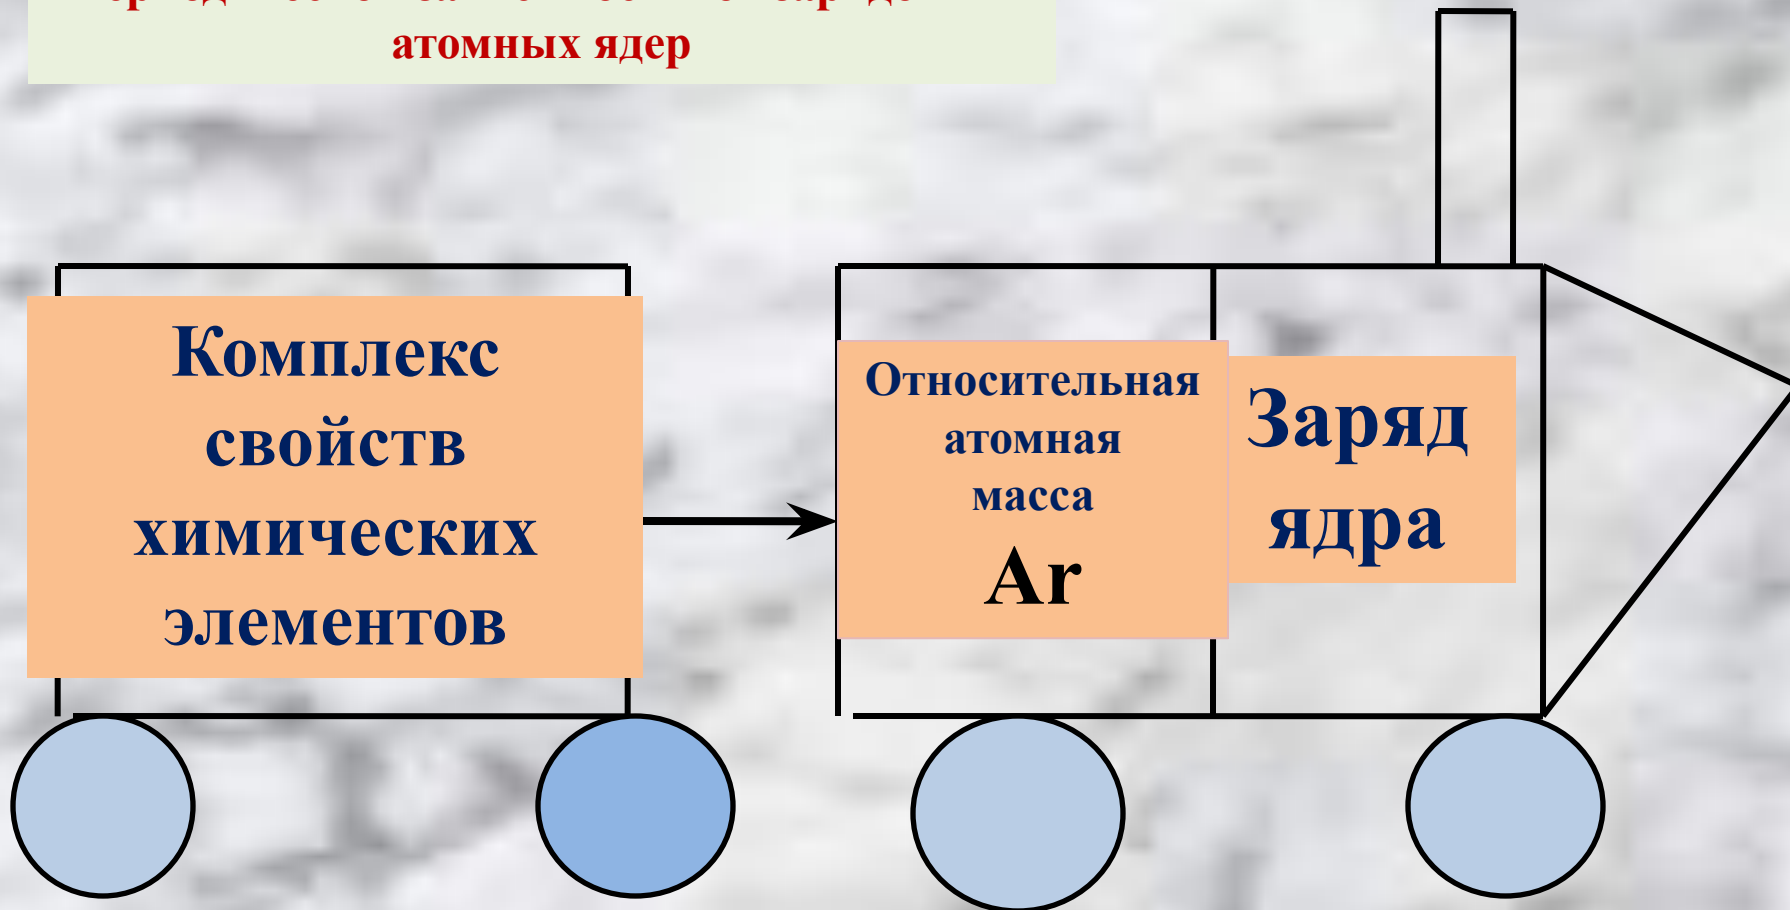 атомных ядер
Комплекс
свойств
химических
элементов
Относительная
атомная
масса
Ar
Заряд
ядра